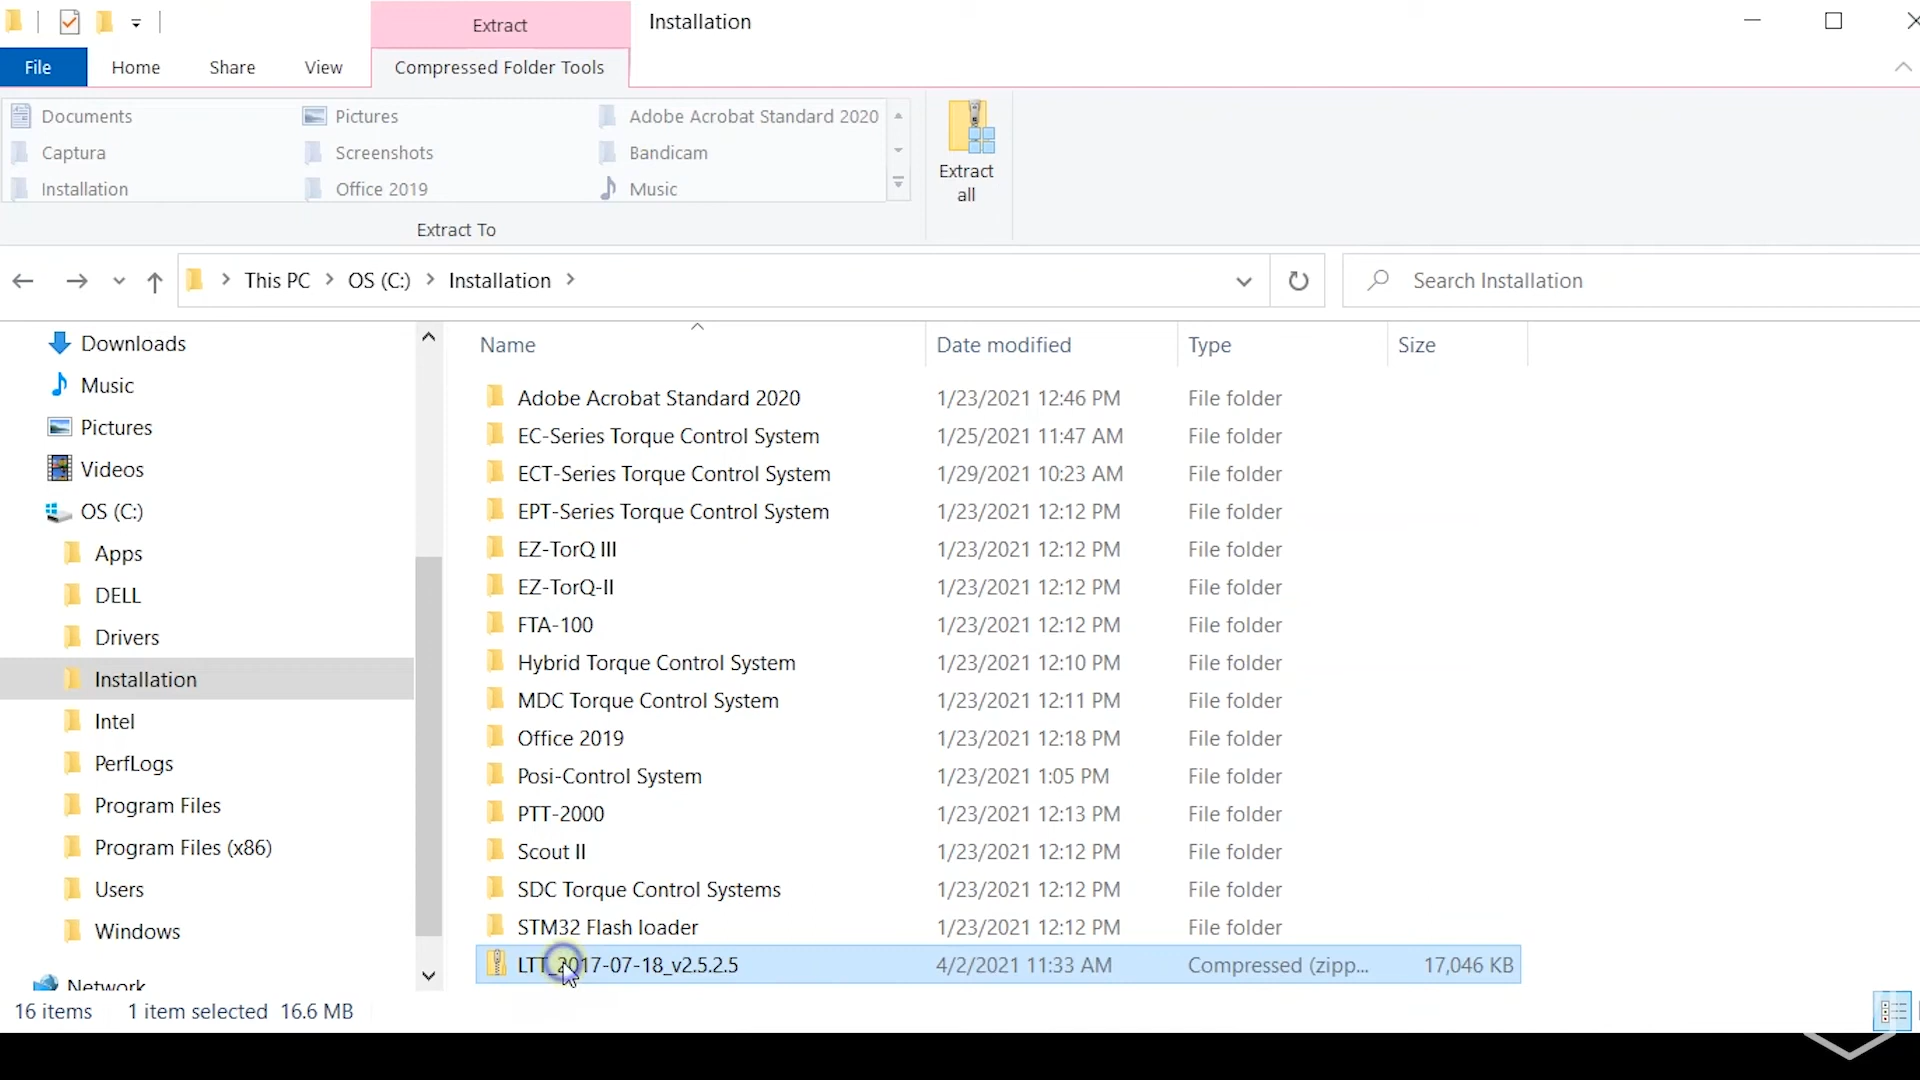 Extract
Installation
File
Home
Share
View
Compressed Folder Tools
Documents
Pictures
Adobe Acrobat Standard 2020
Captura
Screenshots
Bandicam
Installation
Office 2019
Music
Extract
all
Extract To
This PC
OS (C:)
Installation
Search Installation
Downloads
Music
Pictures
Videos
OS (C:)
Apps
DELL
Drivers
Installation
Intel
PerfLogs
Program Files
Program Files (x86)
Users
Windows
Network
Name Date modified Type Size
Adobe Acrobat Standard 2020 1/23/2021 12:46 PM File folder
EC-Series Torque Control System 1/25/2021 11:47 AM File folder
ECT-Series Torque Control System 1/29/2021 10:23 AM File folder
EPT-Series Torque Control System 1/23/2021 12:12 PM File folder
EZ-TorQ III 1/23/2021 12:12 PM File folder
EZ-TorQ-II 1/23/2021 12:12 PM File folder
FTA-100 1/23/2021 12:12 PM File folder
Hybrid Torque Control System 1/23/2021 12:10 PM File folder
MDC Torque Control System 1/23/2021 12:11 PM File folder
Office 2019 1/23/2021 12:18 PM File folder
Posi-Control System 1/23/2021 1:05 PM File folder
PTT-2000 1/23/2021 12:13 PM File folder
Scout II 1/23/2021 12:12 PM File folder
SDC Torque Control Systems 1/23/2021 12:12 PM File folder
STM32 Flash loader 1/23/2021 12:12 PM File folder
LTT_2017-07-18_v2.5.2.5 4/2/2021 11:33 AM Compressed (zipp... 17,046 KB
16 items 1 item selected 16.6 MB